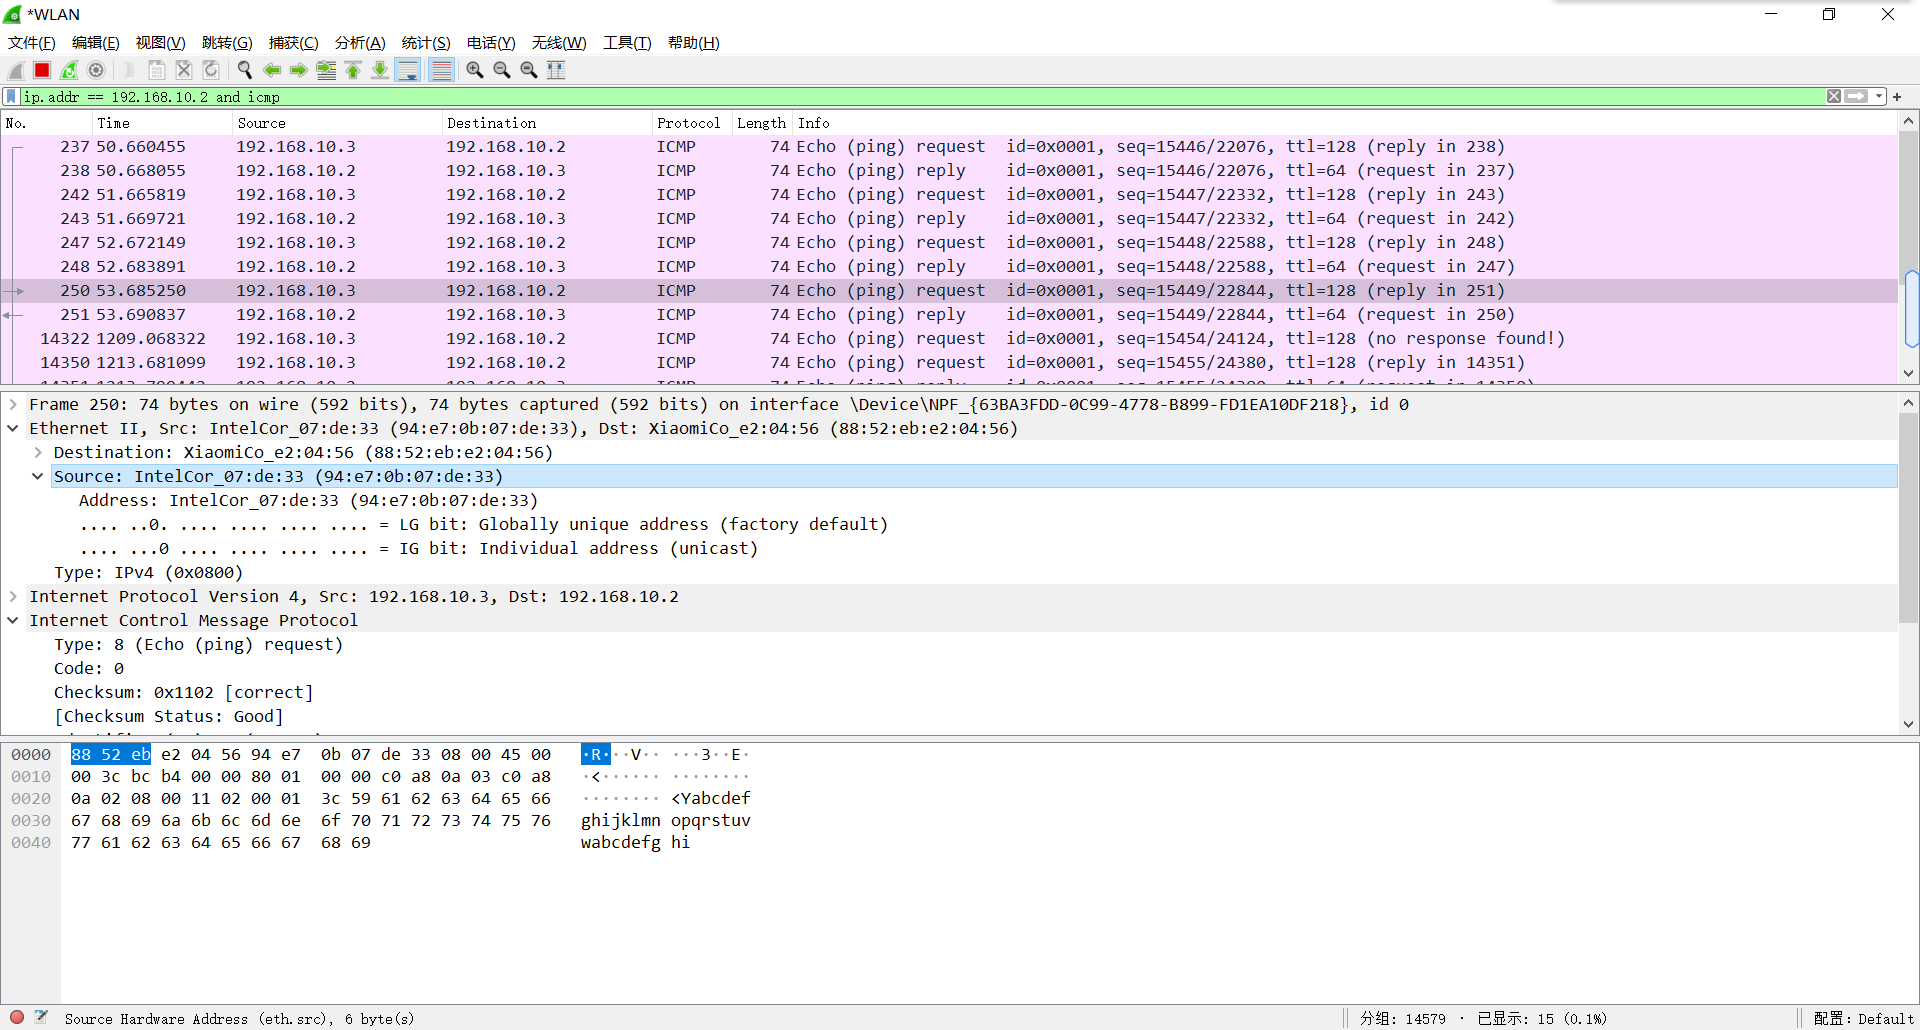 *WLAN
文件(F) 编辑(E) 视图(V) 跳转(G) 捕获(C) 分析(A) 统计(S) 电话(Y) 无线(W) 工具(T) 帮助(H)
ip.addr == 192.168.10.2 and icmp
No. Time Source Destination Protocol Length Info
237 50.660455 192.168.10.3 192.168.10.2 ICMP 74 Echo (ping) request id=0x0001, seq=15446/22076, ttl=128 (reply in 238)
238 50.668055 192.168.10.2 192.168.10.3 ICMP 74 Echo (ping) reply id=0x0001, seq=15446/22076, ttl=64 (request in 237)
242 51.665819 192.168.10.3 192.168.10.2 ICMP 74 Echo (ping) request id=0x0001, seq=15447/22332, ttl=128 (reply in 243)
243 51.669721 192.168.10.2 192.168.10.3 ICMP 74 Echo (ping) reply id=0x0001, seq=15447/22332, ttl=64 (request in 242)
247 52.672149 192.168.10.3 192.168.10.2 ICMP 74 Echo (ping) request id=0x0001, seq=15448/22588, ttl=128 (reply in 248)
248 52.683891 192.168.10.2 192.168.10.3 ICMP 74 Echo (ping) reply id=0x0001, seq=15448/22588, ttl=64 (request in 247)
250 53.685250 192.168.10.3 192.168.10.2 ICMP 74 Echo (ping) request id=0x0001, seq=15449/22844, ttl=128 (reply in 251)
251 53.690837 192.168.10.2 192.168.10.3 ICMP 74 Echo (ping) reply id=0x0001, seq=15449/22844, ttl=64 (request in 250)
14322 1209.068322 192.168.10.3 192.168.10.2 ICMP 74 Echo (ping) request id=0x0001, seq=15454/24124, ttl=128 (no response found!)
14350 1213.681099 192.168.10.3 192.168.10.2 ICMP 74 Echo (ping) request id=0x0001, seq=15455/24380, ttl=128 (reply in 14351)
Frame 250: 74 bytes on wire (592 bits), 74 bytes captured (592 bits) on interface \Device\NPF_{63BA3FDD-0C99-4778-B899-FD1EA10DF218}, id 0
Ethernet II, Src: IntelCor_07:de:33 (94:e7:0b:07:de:33), Dst: XiaomiCo_e2:04:56 (88:52:eb:e2:04:56)
Destination: XiaomiCo_e2:04:56 (88:52:eb:e2:04:56)
Source: IntelCor_07:de:33 (94:e7:0b:07:de:33)
Address: IntelCor_07:de:33 (94:e7:0b:07:de:33)
.... ..0. .... .... .... .... = LG bit: Globally unique address (factory default)
.... ...0 .... .... .... .... = IG bit: Individual address (unicast)
Type: IPv4 (0x0800)
Internet Protocol Version 4, Src: 192.168.10.3, Dst: 192.168.10.2
Internet Control Message Protocol
Type: 8 (Echo (ping) request)
Code: 0
Checksum: 0x1102 [correct]
[Checksum Status: Good]
0000 88 52 eb e2 04 56 94 e7 0b 07 de 33 08 00 45 00 ·R···V·· ···3··E·
0010 00 3c bc b4 00 00 80 01 00 00 c0 a8 0a 03 c0 a8 ·<······ ········
0020 0a 02 08 00 11 02 00 01 3c 59 61 62 63 64 65 66 ········ <Yabcdef
0030 67 68 69 6a 6b 6c 6d 6e 6f 70 71 72 73 74 75 76 ghijklmn opqrstuv
0040 77 61 62 63 64 65 66 67 68 69 wabcdefg hi
Source Hardware Address (eth.src), 6 byte(s) 分组: 14579 · 已显示: 15 (0.1%) 配置: Default